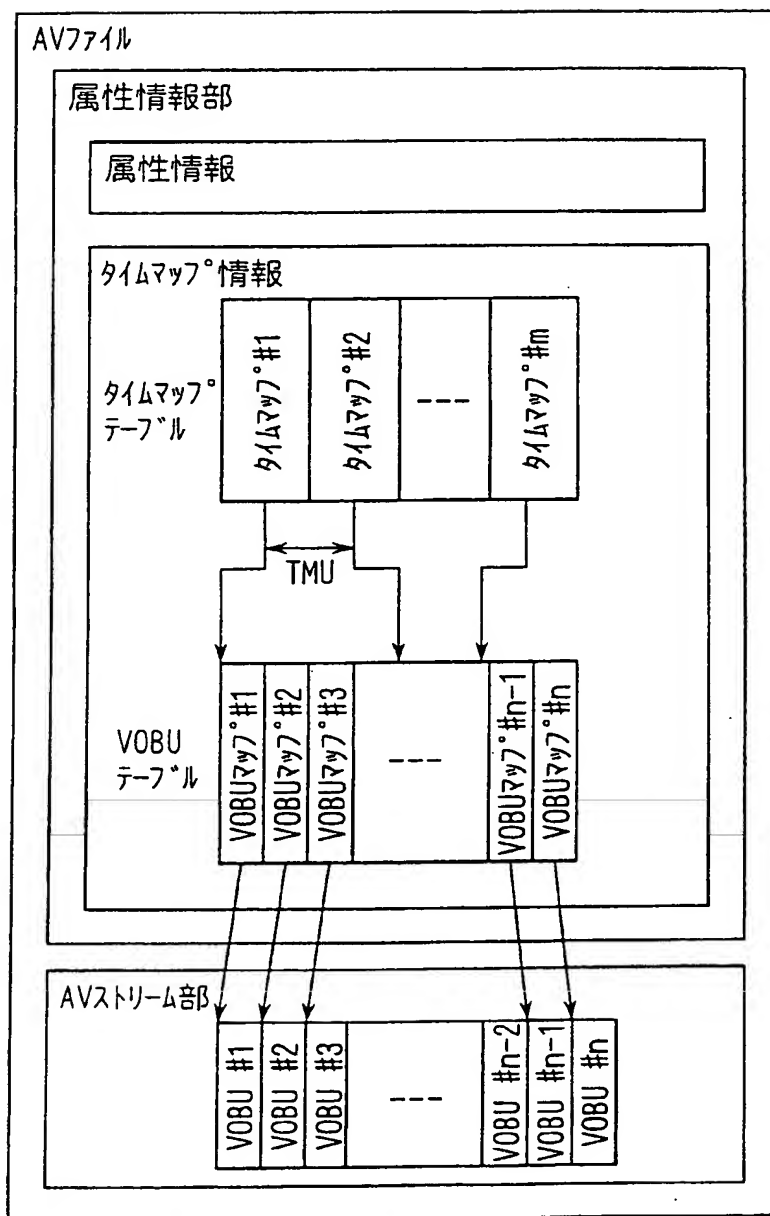 AVファイル
属性情報部
属性情報
タイムマップ情報
タイムマップ
テーブル
タイムマップ#1
タイムマップ#2
---
タイムマップ#m
TMU
VOBU
テーブル
VOBUマップ#1
VOBUマップ#2
VOBUマップ#3
---
VOBUマップ#n-1
VOBUマップ#n
AVストリーム部
VOBU #1
VOBU #2
VOBU #3
---
VOBU #n-2
VOBU #n-1
VOBU #n